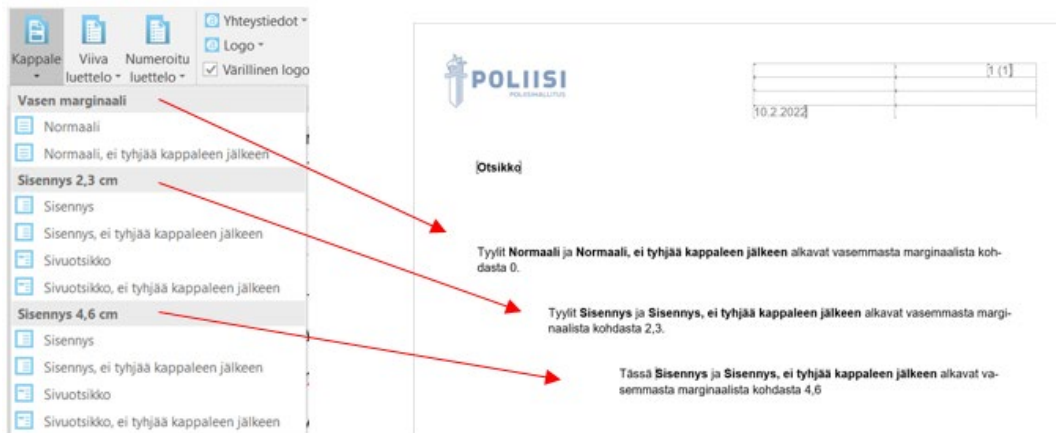 Kappale
Viiva
luettelo
Numeroitu
luettelo
Yhteystiedot
Logo
Värillinen logo
Vasen marginaali
Normaali
Normaali, ei tyhjää kappaleen jälkeen
Sisennys 2,3 cm
Sisennys
Sisennys, ei tyhjää kappaleen jälkeen
Sivuotsikko
Sivuotsikko, ei tyhjää kappaleen jälkeen
Sisennys 4,6 cm
Sisennys
Sisennys, ei tyhjää kappaleen jälkeen
Sivuotsikko
Sivuotsikko, ei tyhjää kappaleen jälkeen
POLIISI
POLIISIHALLITUS
1 (1)
10.2.2022
Otsikko
Tyylit Normaali ja Normaali, ei tyhjää kappaleen jälkeen alkavat vasemmasta marginaalista koh-
dasta 0.
Tyylit Sisennys ja Sisennys, ei tyhjää kappaleen jälkeen alkavat vasemmasta margi-
naalista kohdasta 2,3.
Tässä Sisennys ja Sisennys, ei tyhjää kappaleen jälkeen alkavat va-
semmasta marginaalista kohdasta 4,6